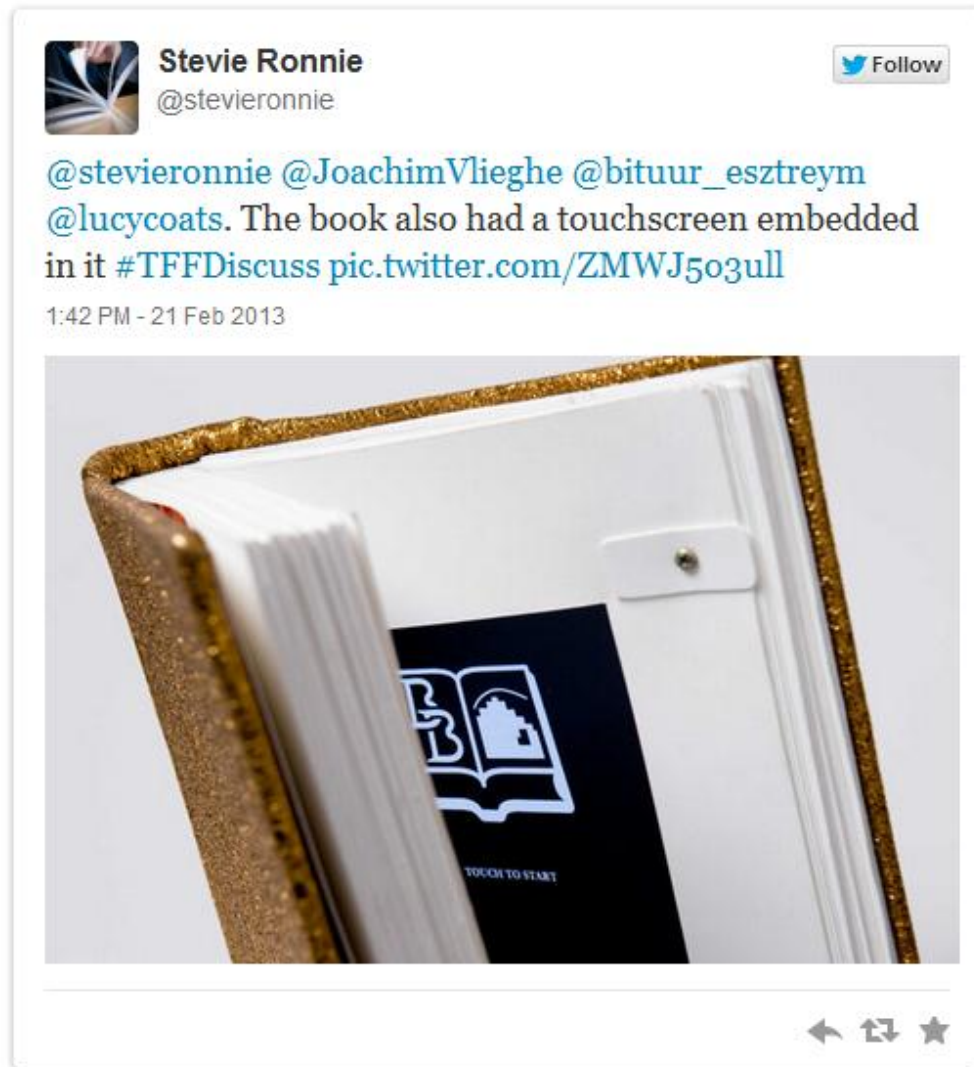 Stevie Ronnie
Follow
@stevieronnie
@stevieronnie @JoachimVlieghe @bituur_esztreym
@lucycoats. The book also had a touchscreen embedded
in it #TFFDiscuss pic.twitter.com/ZMWJ5o3ull
1:42 PM - 21 Feb 2013
TOUCH TO START